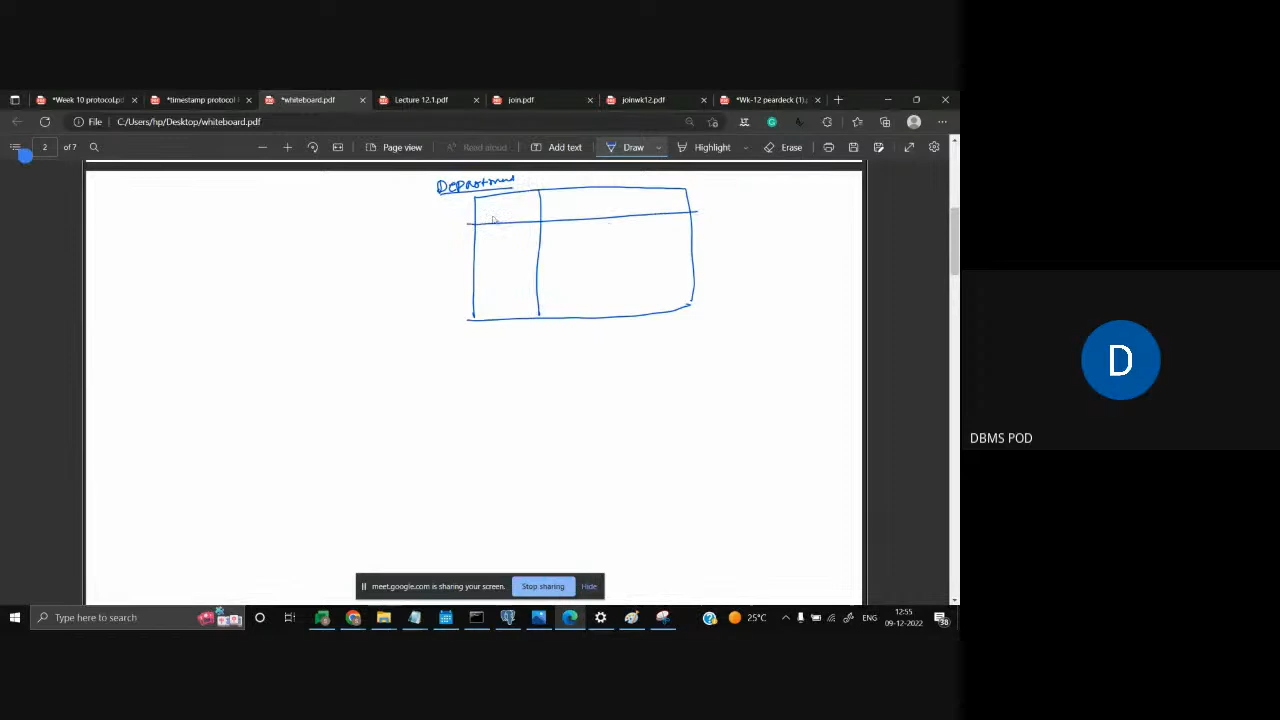 *Week 10 protocol.pd
*timestamp protocol
*whiteboard.pdf
Lecture 12.1.pdf
join.pdf
joinwk12.pdf
*Wk-12 peardeck (1).
File
C:/Users/hp/Desktop/whiteboard.pdf
2
of 7
Page view
Read aloud
Add text
Draw
Highlight
Erase
Department
D
DBMS POD
meet.google.com is sharing your screen.
Stop sharing
Hide
Type here to search
25°C
ENG
12:55
09-12-2022
38